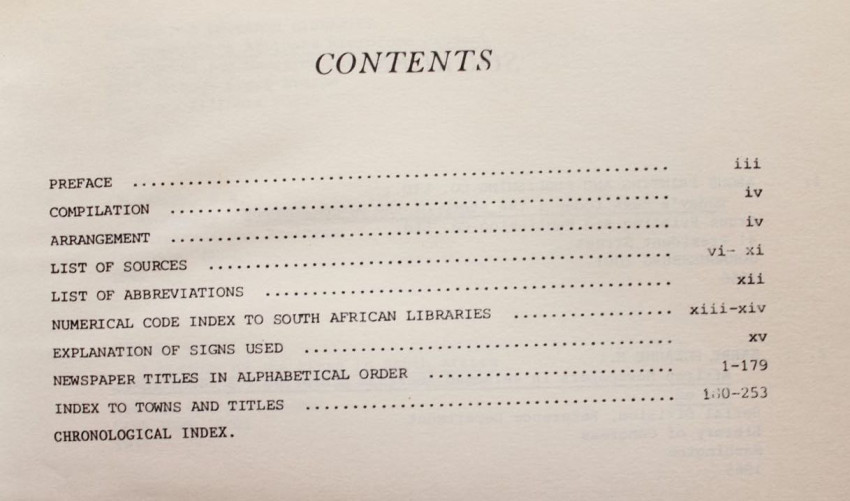 CONTENTS
PREFACE ................................................ iii
COMPILATION ............................................ iv
ARRANGEMENT ............................................ iv
LIST OF SOURCES ........................................ vi- xi
LIST OF ABBREVIATIONS .................................. xii
NUMERICAL CODE INDEX TO SOUTH AFRICAN LIBRARIES ................ xiii-xiv
EXPLANATION OF SIGNS USED .............................. xv
NEWSPAPER TITLES IN ALPHABETICAL ORDER ..................... 1-179
INDEX TO TOWNS AND TITLES .............................. 180-253
CHRONOLOGICAL INDEX.